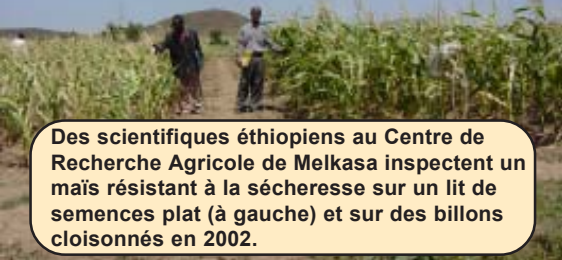 Des scientifiques éthiopiens au Centre de
Recherche Agricole de Melkasa inspectent un
maïs résistant à la sécheresse sur un lit de
semences plat (à gauche) et sur des billons
cloisonnés en 2002.